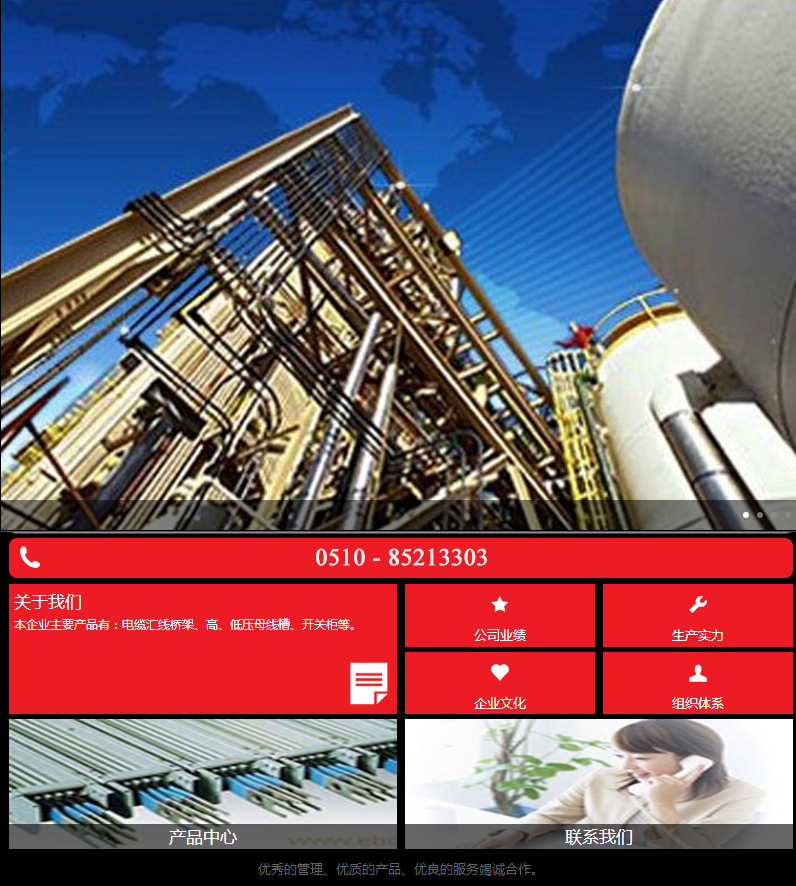 0510 - 85213303
关于我们
本企业主要产品有：电缆汇线桥架、高、低压母线槽、开关柜等。
公司业绩
生产实力
企业文化
组织体系
产品中心
联系我们
优秀的管理、优质的产品、优良的服务竭诚合作。